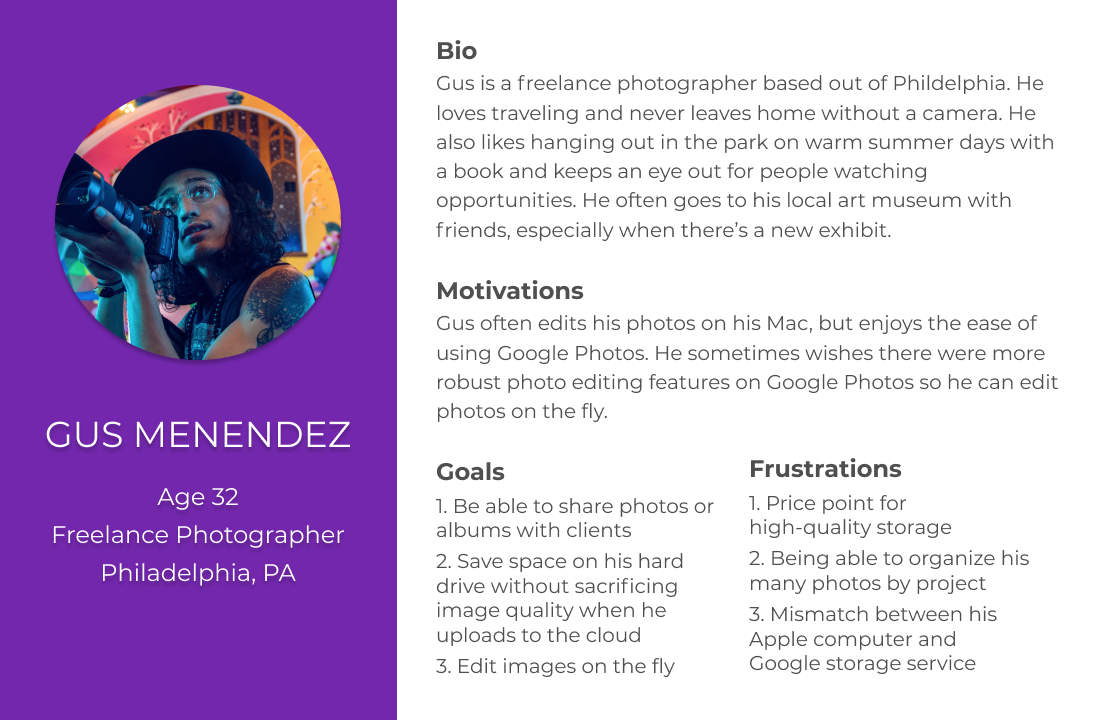 GUS MENENDEZ
Age 32
Freelance Photographer
Philadelphia, PA
Bio
Gus is a freelance photographer based out of Phildelphia. He
loves traveling and never leaves home without a camera. He
also likes hanging out in the park on warm summer days with
a book and keeps an eye out for people watching
opportunities. He often goes to his local art museum with
friends, especially when there’s a new exhibit.
Motivations
Gus often edits his photos on his Mac, but enjoys the ease of
using Google Photos. He sometimes wishes there were more
robust photo editing features on Google Photos so he can edit
photos on the fly.
Goals
1. Be able to share photos or
albums with clients
2. Save space on his hard
drive without sacrificing
image quality when he
uploads to the cloud
3. Edit images on the fly
Frustrations
1. Price point for
high-quality storage
2. Being able to organize his
many photos by project
3. Mismatch between his
Apple computer and
Google storage service